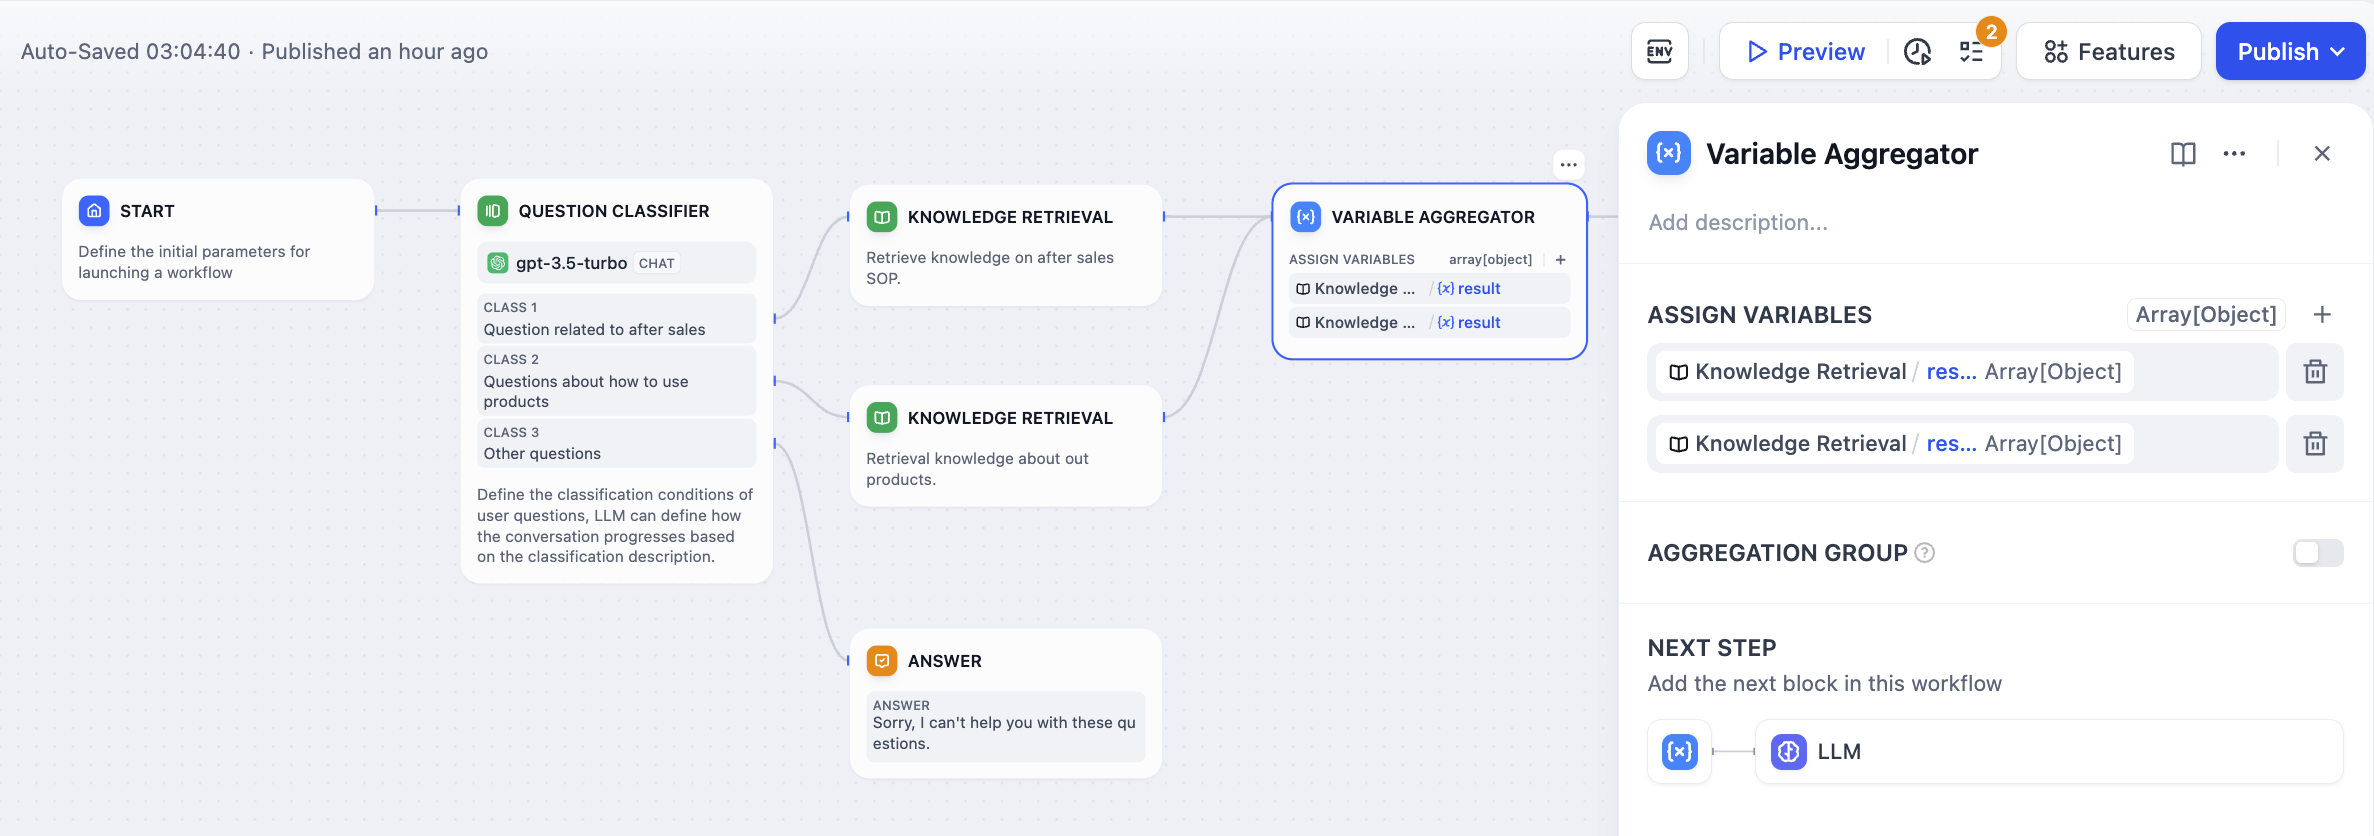 Auto-Saved 03:04:40 · Published an hour ago
ENV
Preview
2
Features
Publish
START
Define the initial parameters for
launching a workflow
QUESTION CLASSIFIER
gpt-3.5-turbo CHAT
CLASS 1
Question related to after sales
CLASS 2
Questions about how to use
products
CLASS 3
Other questions
Define the classification conditions of
user questions, LLM can define how
the conversation progresses based
on the classification description.
KNOWLEDGE RETRIEVAL
Retrieve knowledge on after sales
SOP.
KNOWLEDGE RETRIEVAL
Retrieval knowledge about out
products.
ANSWER
ANSWER
Sorry, I can't help you with these qu
estions.
{x} VARIABLE AGGREGATOR
ASSIGN VARIABLES array[object] +
Knowledge ... / {x} result
Knowledge ... / {x} result
{x} Variable Aggregator
Add description...
ASSIGN VARIABLES Array[Object] +
Knowledge Retrieval / res... Array[Object]
Knowledge Retrieval / res... Array[Object]
AGGREGATION GROUP ?
NEXT STEP
Add the next block in this workflow
{x} LLM